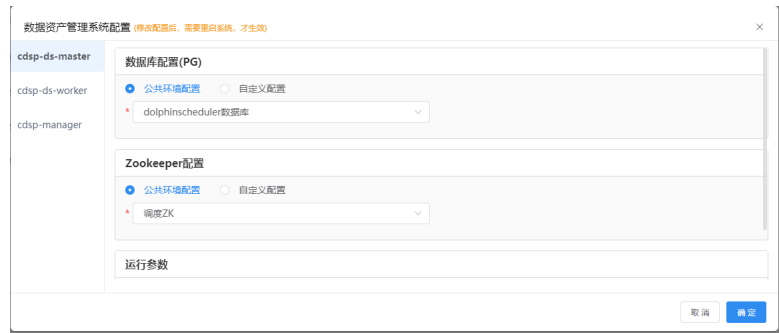 数据资产管理系统配置 (修改配置后，需要重启系统，才生效)
cdsp-ds-master
cdsp-ds-worker
cdsp-manager
数据库配置(PG)
公共环境配置 自定义配置
* dolphinscheduler数据库
Zookeeper配置
公共环境配置 自定义配置
* 调度ZK
运行参数
取消 确定